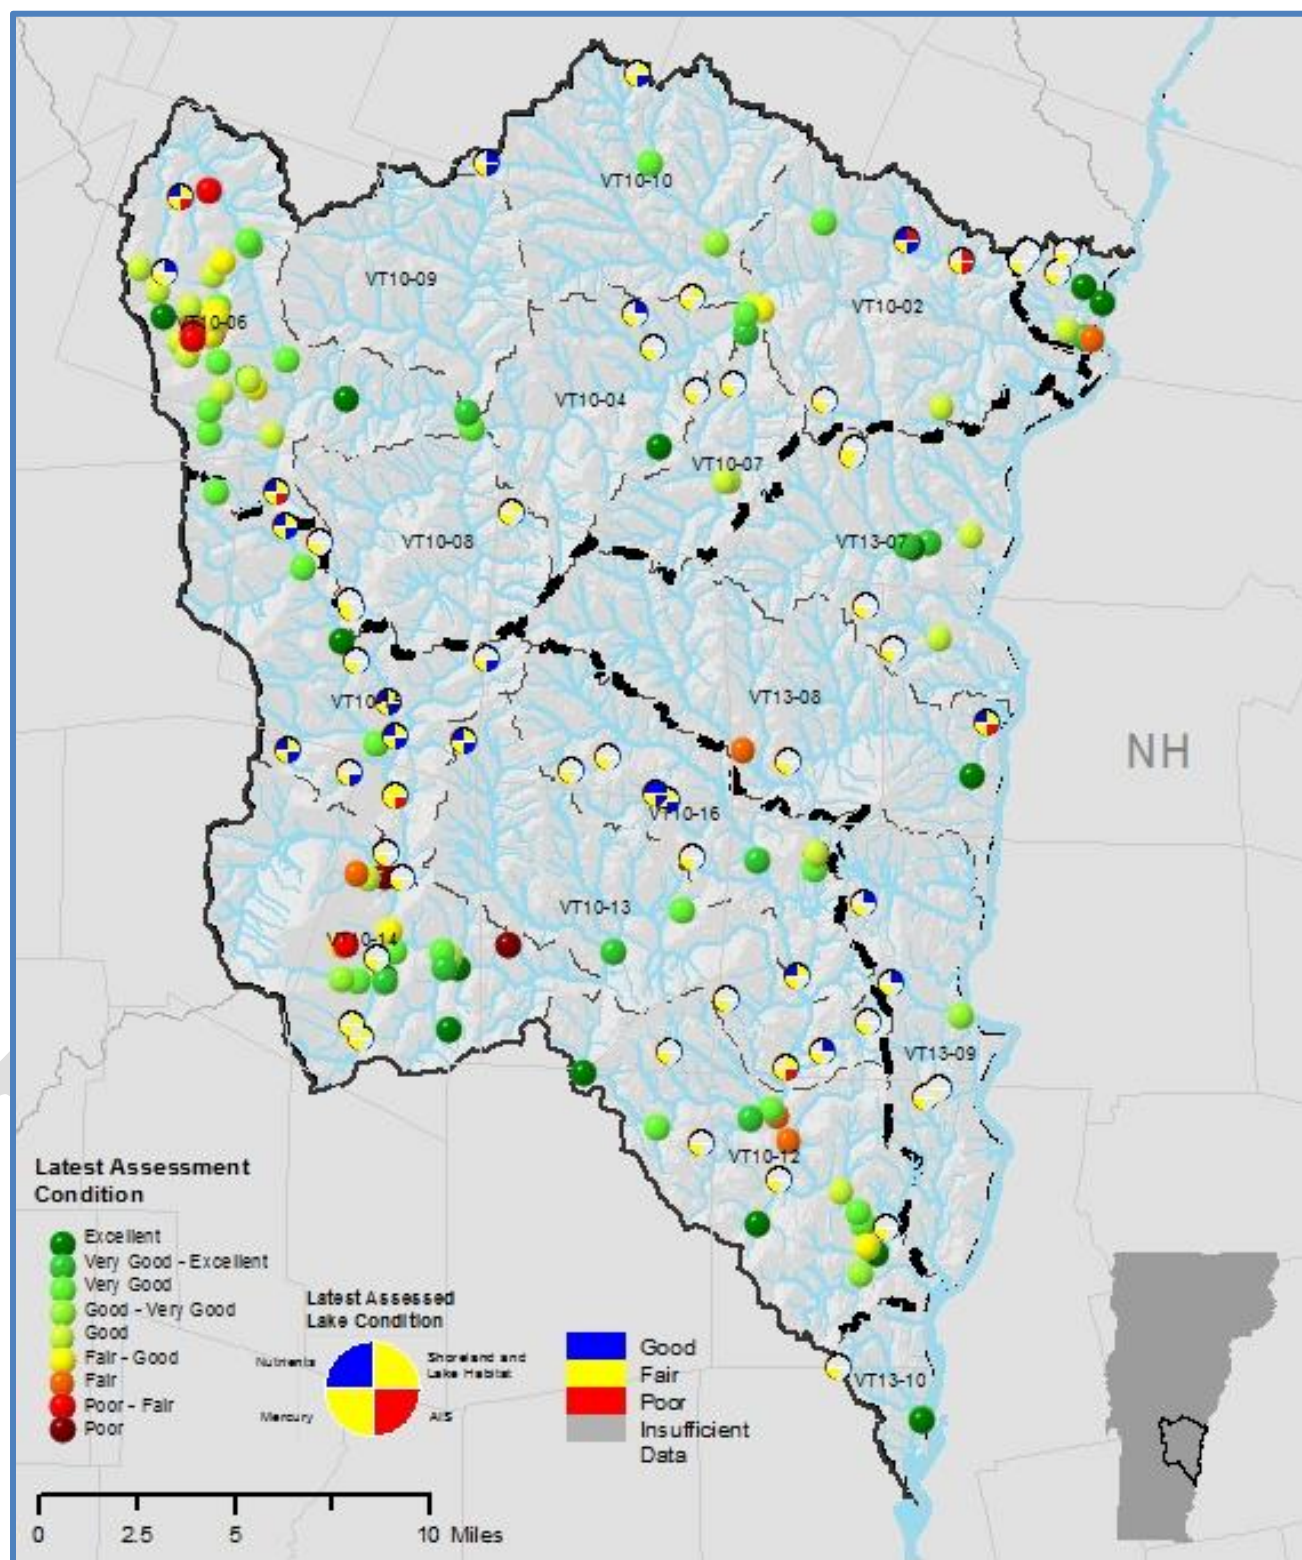 VT10-10
VT10-09
VT10-02
VT10-06
VT10-04
VT10-07
VT10-08
VT13-07
VT13-08
NH
VT10-16
VT10-13
VT10-14
VT13-09
VT10-12
VT13-10
Latest Assessment
Condition
Excellent
Very Good - Excellent
Very Good
Good - Very Good
Good
Fair - Good
Fair
Poor - Fair
Poor
Latest Assessed
Lake Condition
Nutrients
Shoreland and
Lake Habitat
Mercury
AIS
Good
Fair
Poor
Insufficient
Data
0 2.5 5 10 Miles